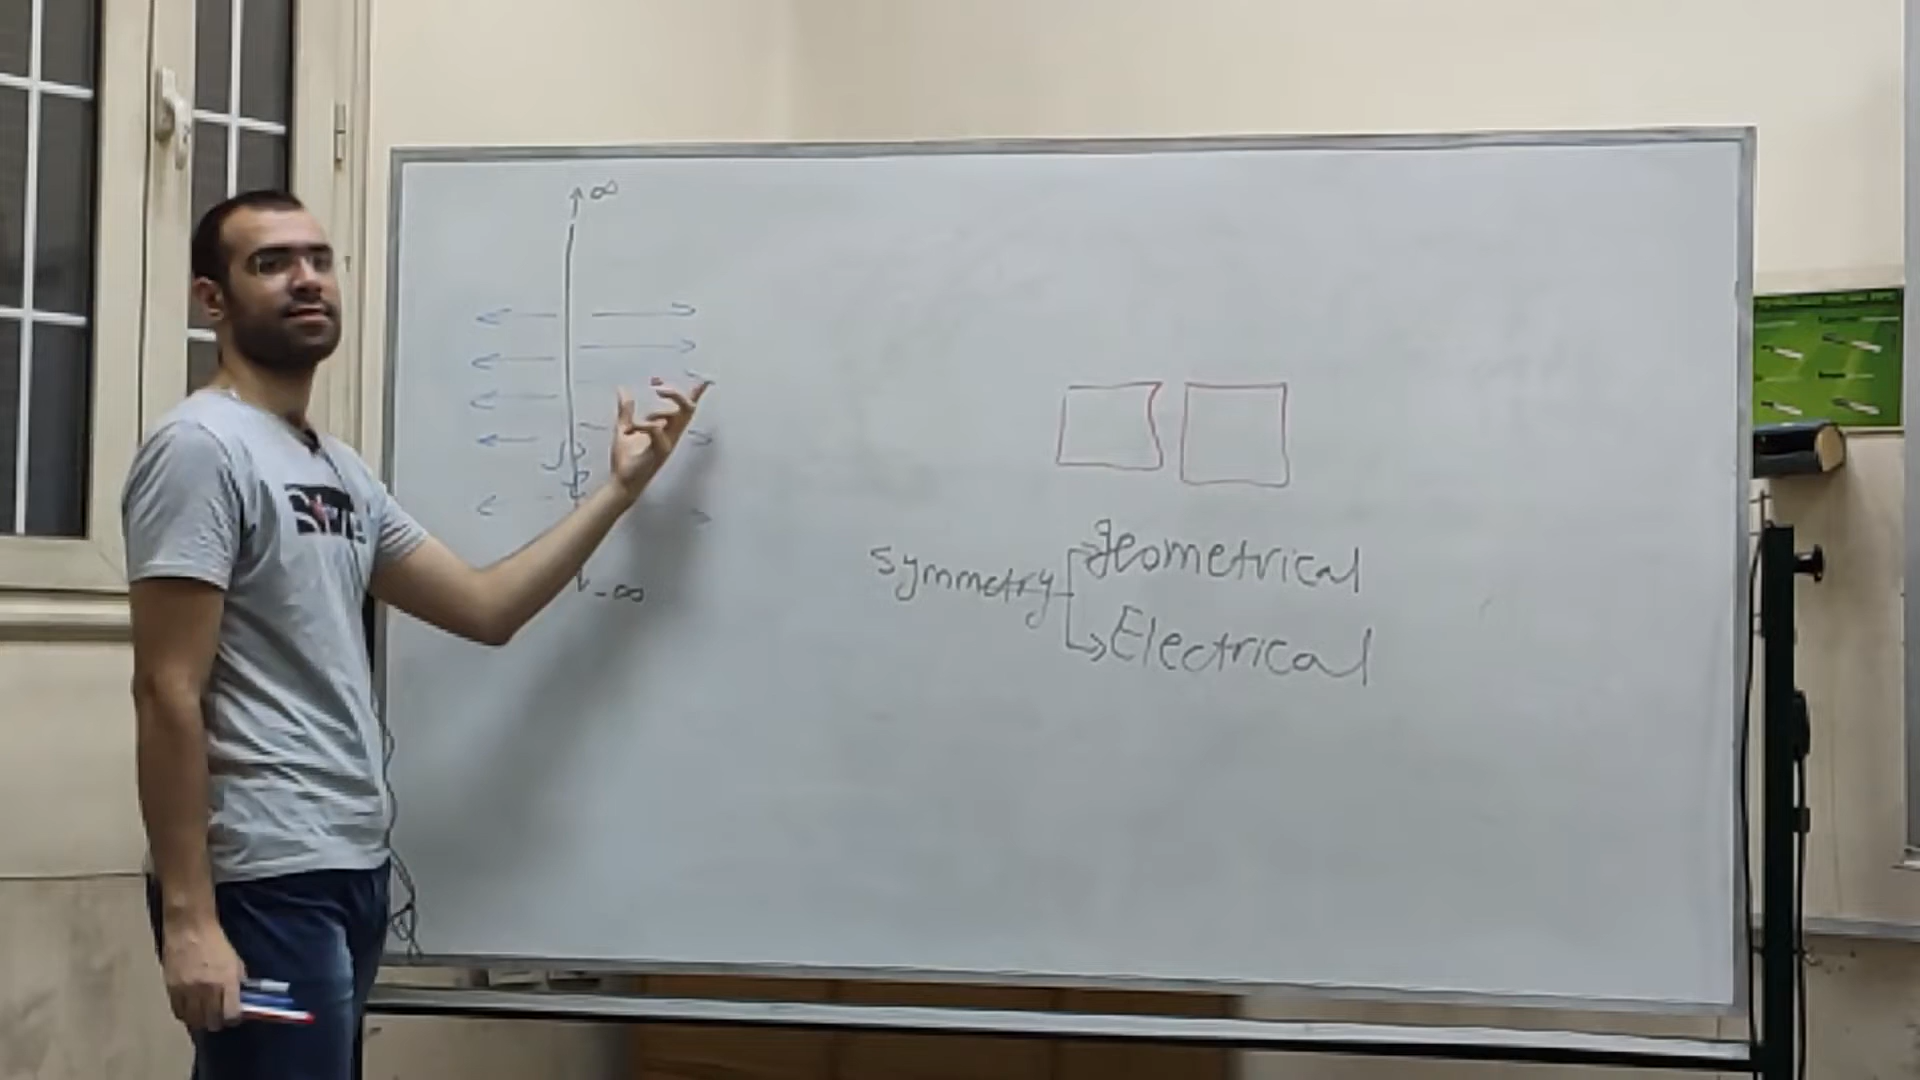 ∞
-∞
symmetry
geometrical
Electrical